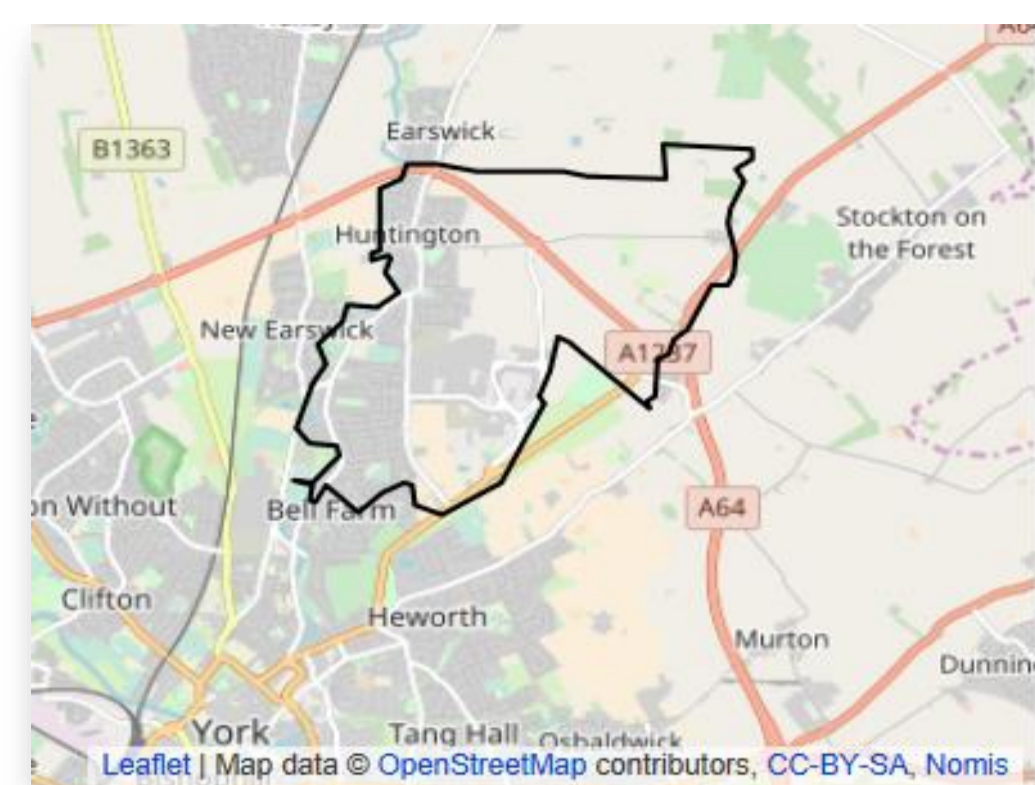 B1363
Earswick
Huntington
Stockton on
the Forest
New Earswick
A1237
on Without
Bell Farm
A64
Clifton
Heworth
Murton
Dunnin
York
Tang Hall
Osbaldwick
Leaflet | Map data © OpenStreetMap contributors, CC-BY-SA, Nomis